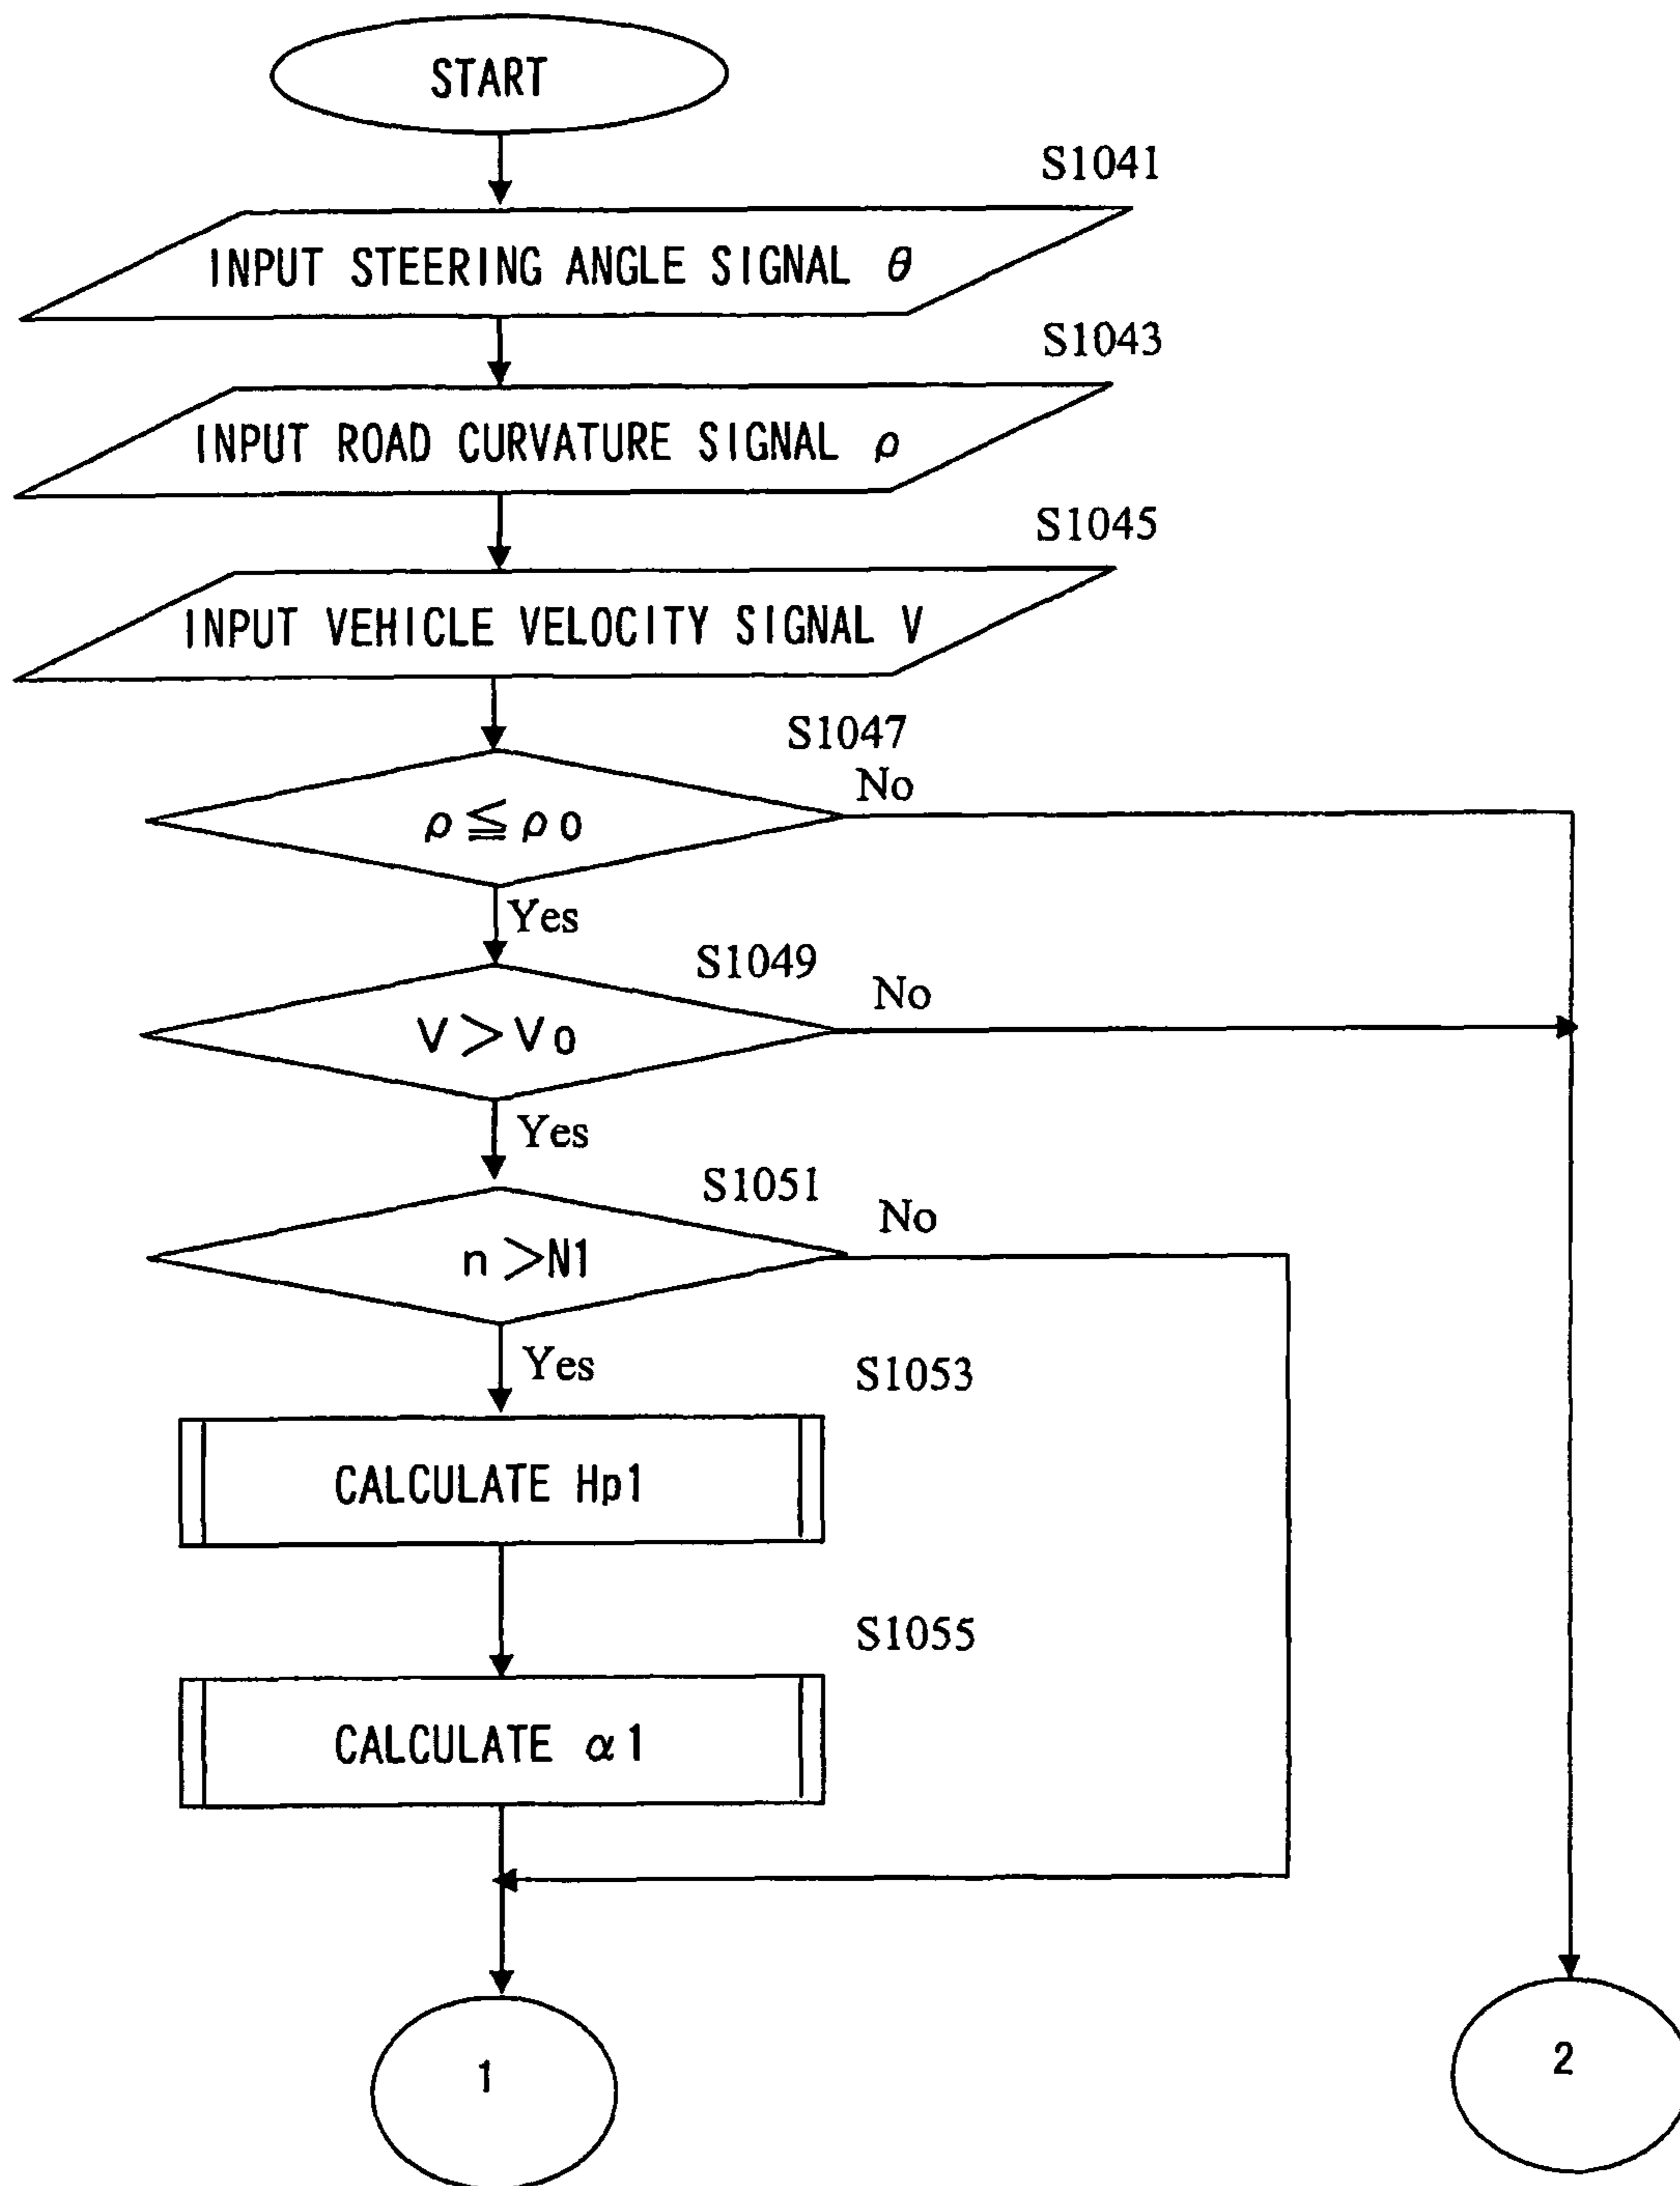 START
S1041
INPUT STEERING ANGLE SIGNAL θ
S1043
INPUT ROAD CURVATURE SIGNAL ρ
S1045
INPUT VEHICLE VELOCITY SIGNAL V
S1047
No
ρ ≦ ρ0
Yes
S1049
No
V > V0
Yes
S1051
No
n > N1
Yes
S1053
CALCULATE Hp1
S1055
CALCULATE α1
1
2